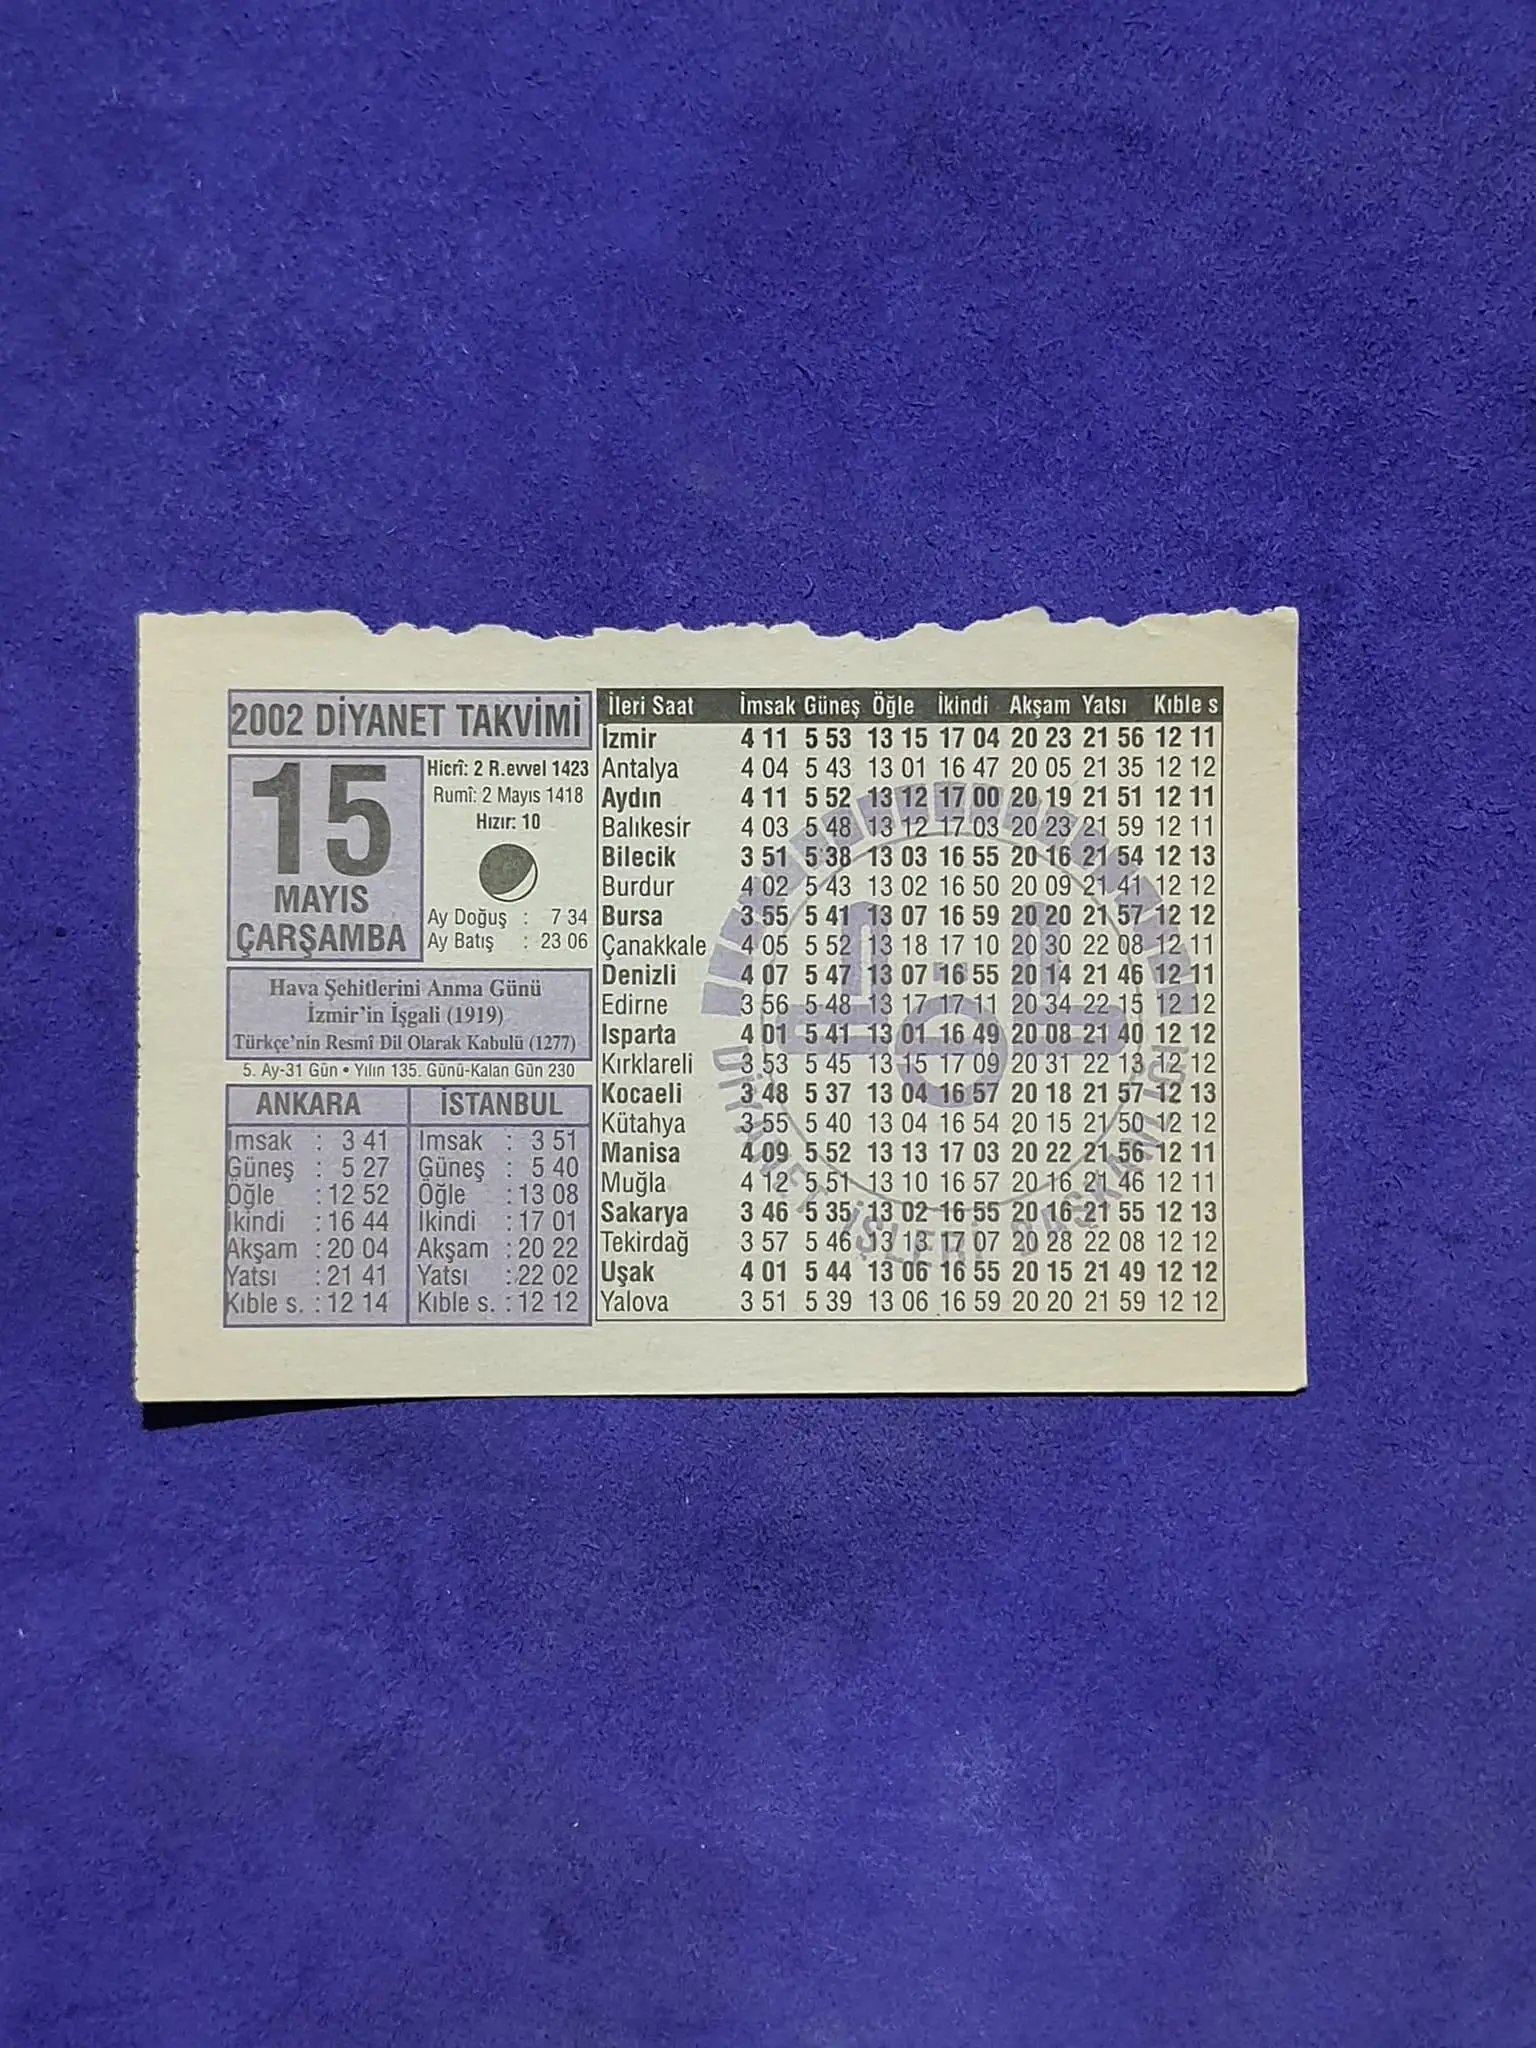 2002 DİYANET TAKVİMİ
15
MAYIS
ÇARŞAMBA
Hicrî: 2 R.evvel 1423
Rumî: 2 Mayıs 1418
Hızır: 10
Ay Doğuş : 7 34
Ay Batış : 23 06
Hava Şehitlerini Anma Günü
İzmir'in İşgali (1919)
Türkçe'nin Resmî Dil Olarak Kabulü (1277)
5. Ay-31 Gün • Yılın 135. Günü-Kalan Gün 230
ANKARA
İmsak : 3 41
Güneş : 5 27
Öğle : 12 52
İkindi : 16 44
Akşam : 20 04
Yatsı : 21 41
Kıble s. : 12 14
İSTANBUL
İmsak : 3 51
Güneş : 5 40
Öğle : 13 08
İkindi : 17 01
Akşam : 20 22
Yatsı : 22 02
Kıble s. : 12 12
İleri Saat İmsak Güneş Öğle İkindi Akşam Yatsı Kıble s
İzmir 4 11 5 53 13 15 17 04 20 23 21 56 12 11
Antalya 4 04 5 43 13 01 16 47 20 05 21 35 12 12
Aydın 4 11 5 52 13 12 17 00 20 19 21 51 12 11
Balıkesir 4 03 5 48 13 12 17 03 20 23 21 59 12 11
Bilecik 3 51 5 38 13 03 16 55 20 16 21 54 12 13
Burdur 4 02 5 43 13 02 16 50 20 09 21 41 12 12
Bursa 3 55 5 41 13 07 16 59 20 20 21 57 12 12
Çanakkale 4 05 5 52 13 18 17 10 20 30 22 08 12 11
Denizli 4 07 5 47 13 07 16 55 20 14 21 46 12 11
Edirne 3 56 5 48 13 17 17 11 20 34 22 15 12 12
Isparta 4 01 5 41 13 01 16 49 20 08 21 40 12 12
Kırklareli 3 53 5 45 13 15 17 09 20 31 22 13 12 12
Kocaeli 3 48 5 37 13 04 16 57 20 18 21 57 12 13
Kütahya 3 55 5 40 13 04 16 54 20 15 21 50 12 12
Manisa 4 09 5 52 13 13 17 03 20 22 21 56 12 11
Muğla 4 12 5 51 13 10 16 57 20 16 21 46 12 11
Sakarya 3 46 5 35 13 02 16 55 20 16 21 55 12 13
Tekirdağ 3 57 5 46 13 13 17 07 20 28 22 08 12 12
Uşak 4 01 5 44 13 06 16 55 20 15 21 49 12 12
Yalova 3 51 5 39 13 06 16 59 20 20 21 59 12 12
DİYANET İŞLERİ BAŞKANLIĞI